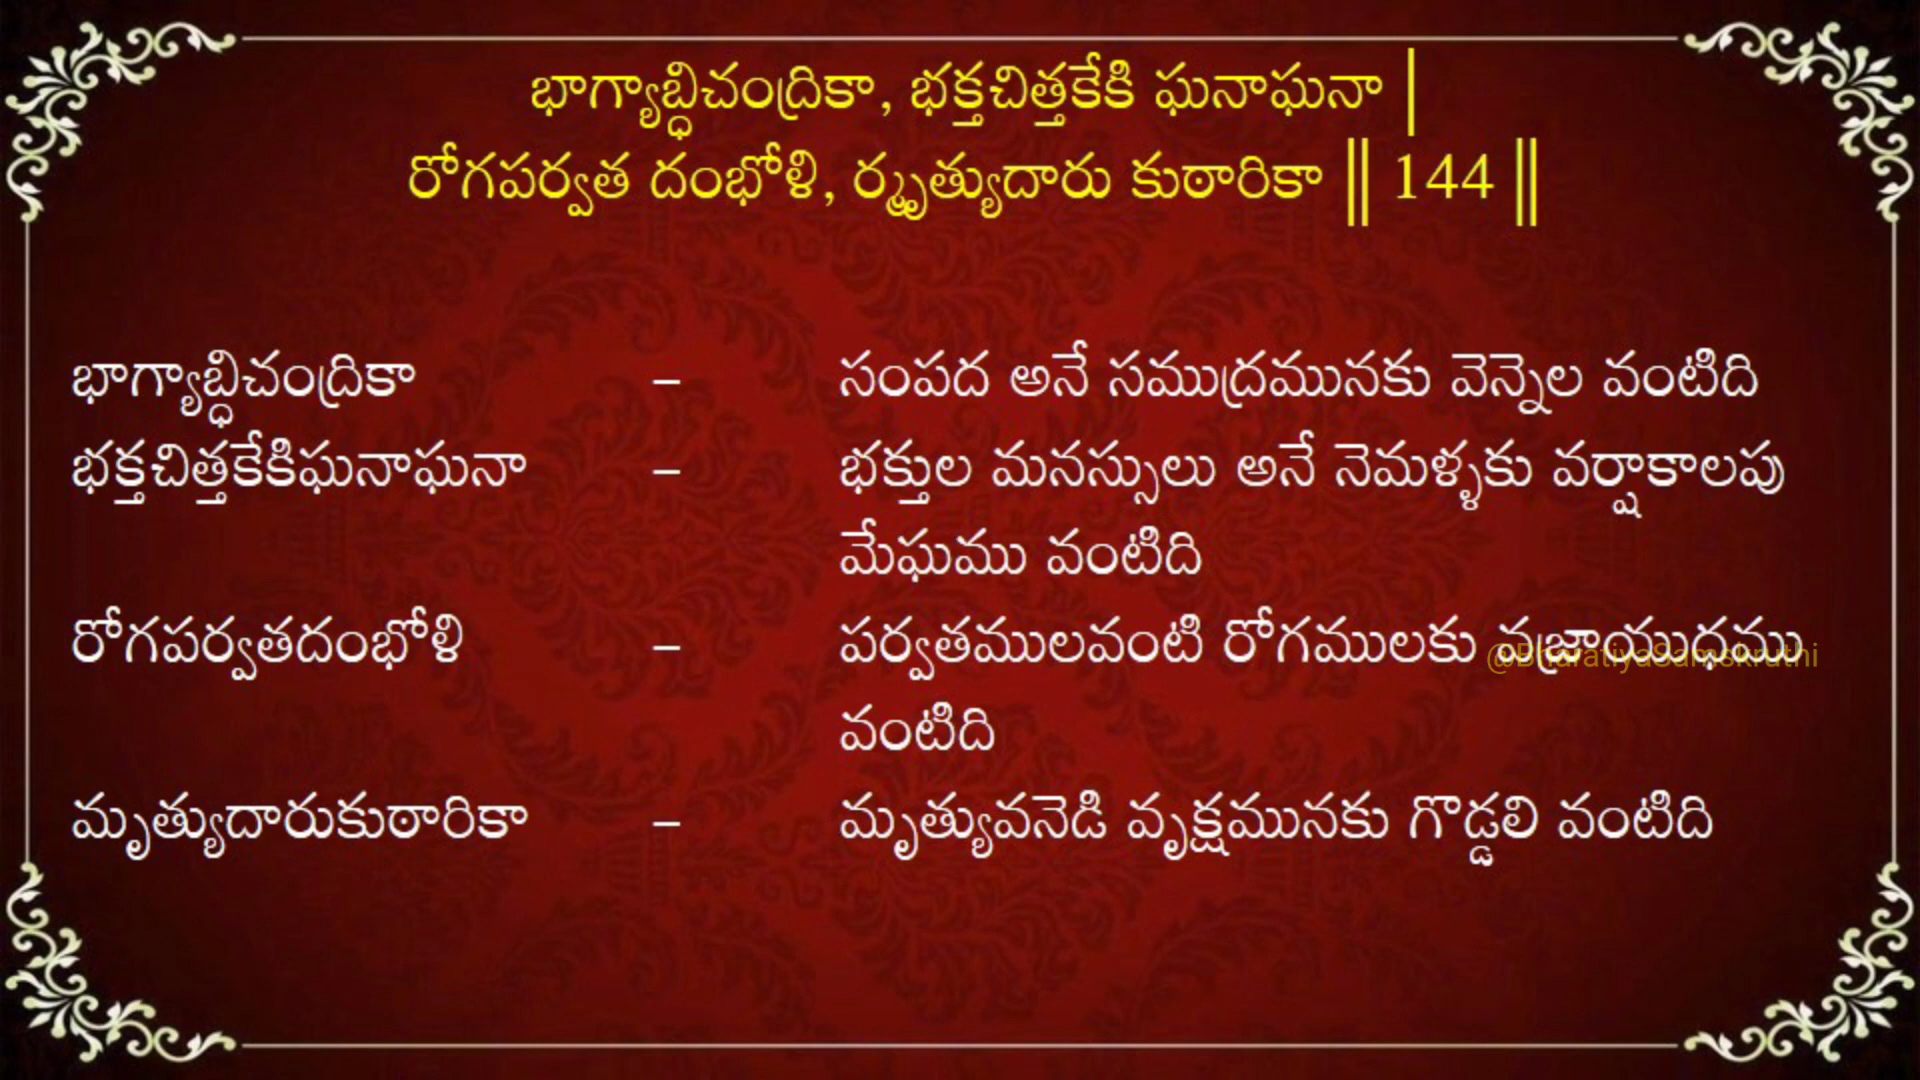 భాగ్యాబ్ధిచంద్రికా, భక్తచిత్తకేకి ఘనాఘనా |
రోగపర్వత దంభోళి, ర్మృత్యుదారు కుఠారికా || 144 ||
భాగ్యాబ్ధిచంద్రికా – సంపద అనే సముద్రమునకు వెన్నెల వంటిది
భక్తచిత్తకేకిఘనాఘనా – భక్తుల మనస్సులు అనే నెమళ్ళకు వర్షాకాలపు
మేఘము వంటిది
రోగపర్వతదంభోళి – పర్వతములవంటి రోగములకు వజ్రాయుధము
@BharatiyaSamskruthi
వంటిది
మృత్యుదారుకుఠారికా – మృత్యువనెడి వృక్షమునకు గొడ్డలి వంటిది